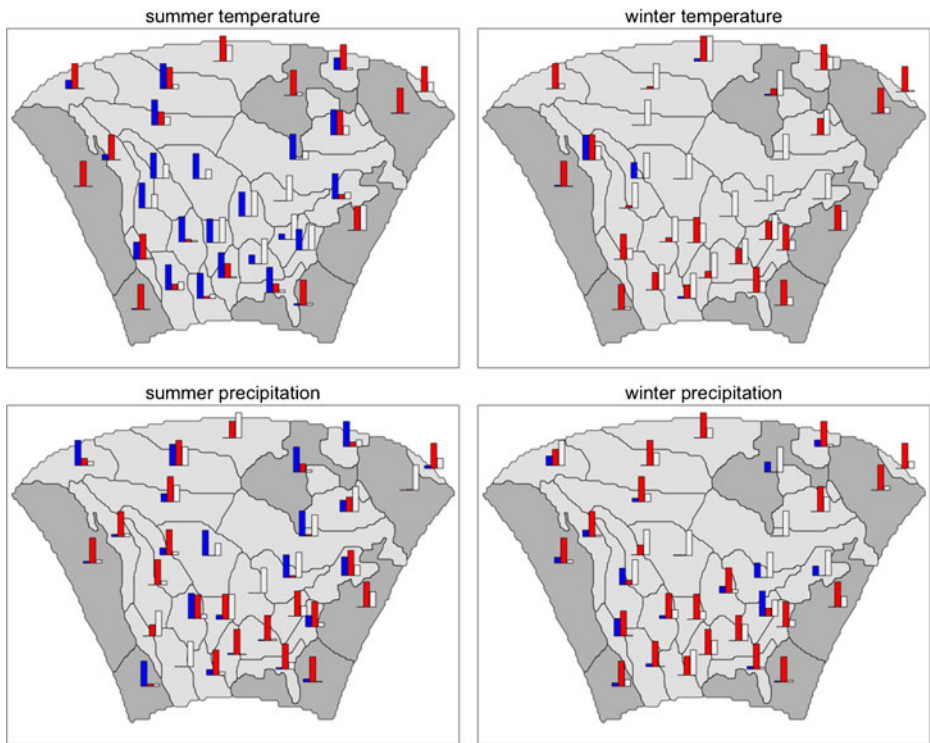 summer temperature
winter temperature
summer precipitation
winter precipitation